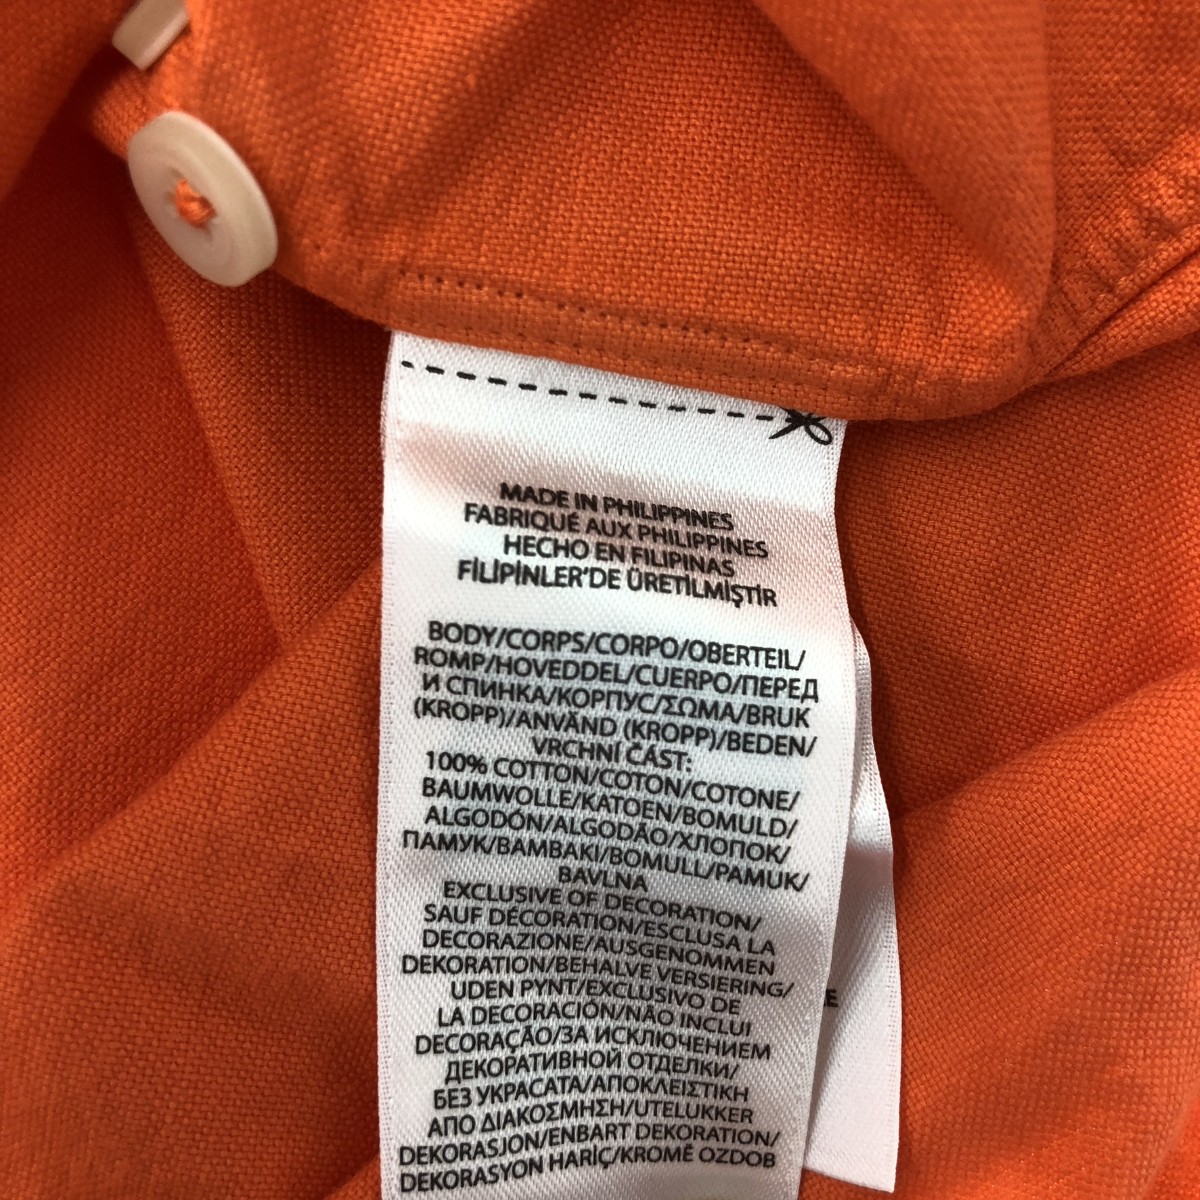 MADE IN PHILIPPINES
FABRIQUÉ AUX PHILIPPINES
HECHO EN FILIPINAS
FİLİPİNLER'DE ÜRETİLMİŞTİR
BODY/CORPS/CORPO/OBERTEIL/
ROMP/HOVEDDEL/CUERPO/ПЕРЕД
И СПИНКА/КОРПУС/ΣΩΜΑ/BRUK
(KROPP)/ANVÄND (KROPP)/BEDEN/
VRCHNÍ ČÁST:
100% COTTON/COTON/COTONE/
BAUMWOLLE/KATOEN/BOMULD/
ALGODÓN/ALGODÃO/ХЛОПОК/
ПАМУК/ΒΑΜΒΑΚΙ/BOMULL/PAMUK/
BAVLNA
EXCLUSIVE OF DECORATION/
SAUF DÉCORATION/ESCLUSA LA
DECORAZIONE/AUSGENOMMEN
DEKORATION/BEHALVE VERSIERING/
UDEN PYNT/EXCLUSIVO DE
LA DECORACIÓN/NÃO INCLUI
DECORAÇÃO/ЗА ИСКЛЮЧЕНИЕМ
ДЕКОРАТИВНОЙ ОТДЕЛКИ/
БЕЗ УКРАСАТА/ΑΠΟΚΛΕΙΣΤΙΚΗ
ΑΠΟ ΔΙΑΚΟΣΜΗΣΗ/UTELUKKER
DEKORASJON/ENBART DEKORATION/
DEKORASYON HARİÇ/KROMĚ OZDOB